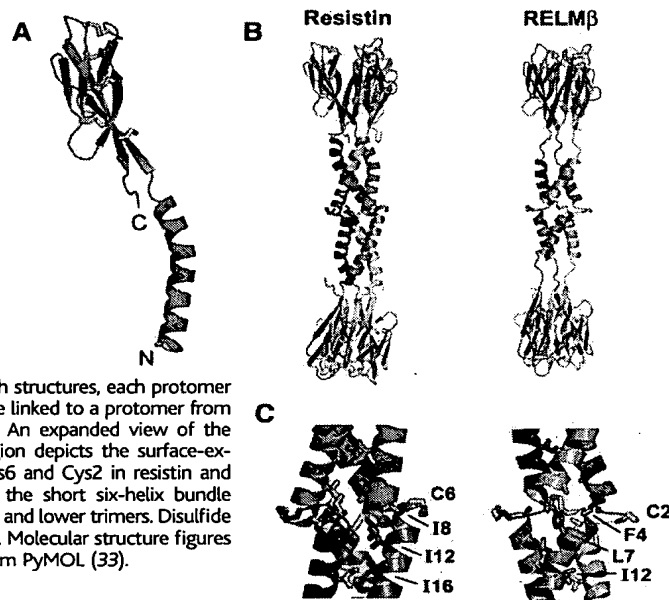 A
B
Resistin
RELMβ
C
N
h structures, each protomer
e linked to a protomer from
An expanded view of the
ion depicts the surface-ex-
s6 and Cys2 in resistin and
the short six-helix bundle
and lower trimers. Disulfide
. Molecular structure figures
m PyMOL (33).
C
C6
I8
I12
I16
C2
F4
L7
I12